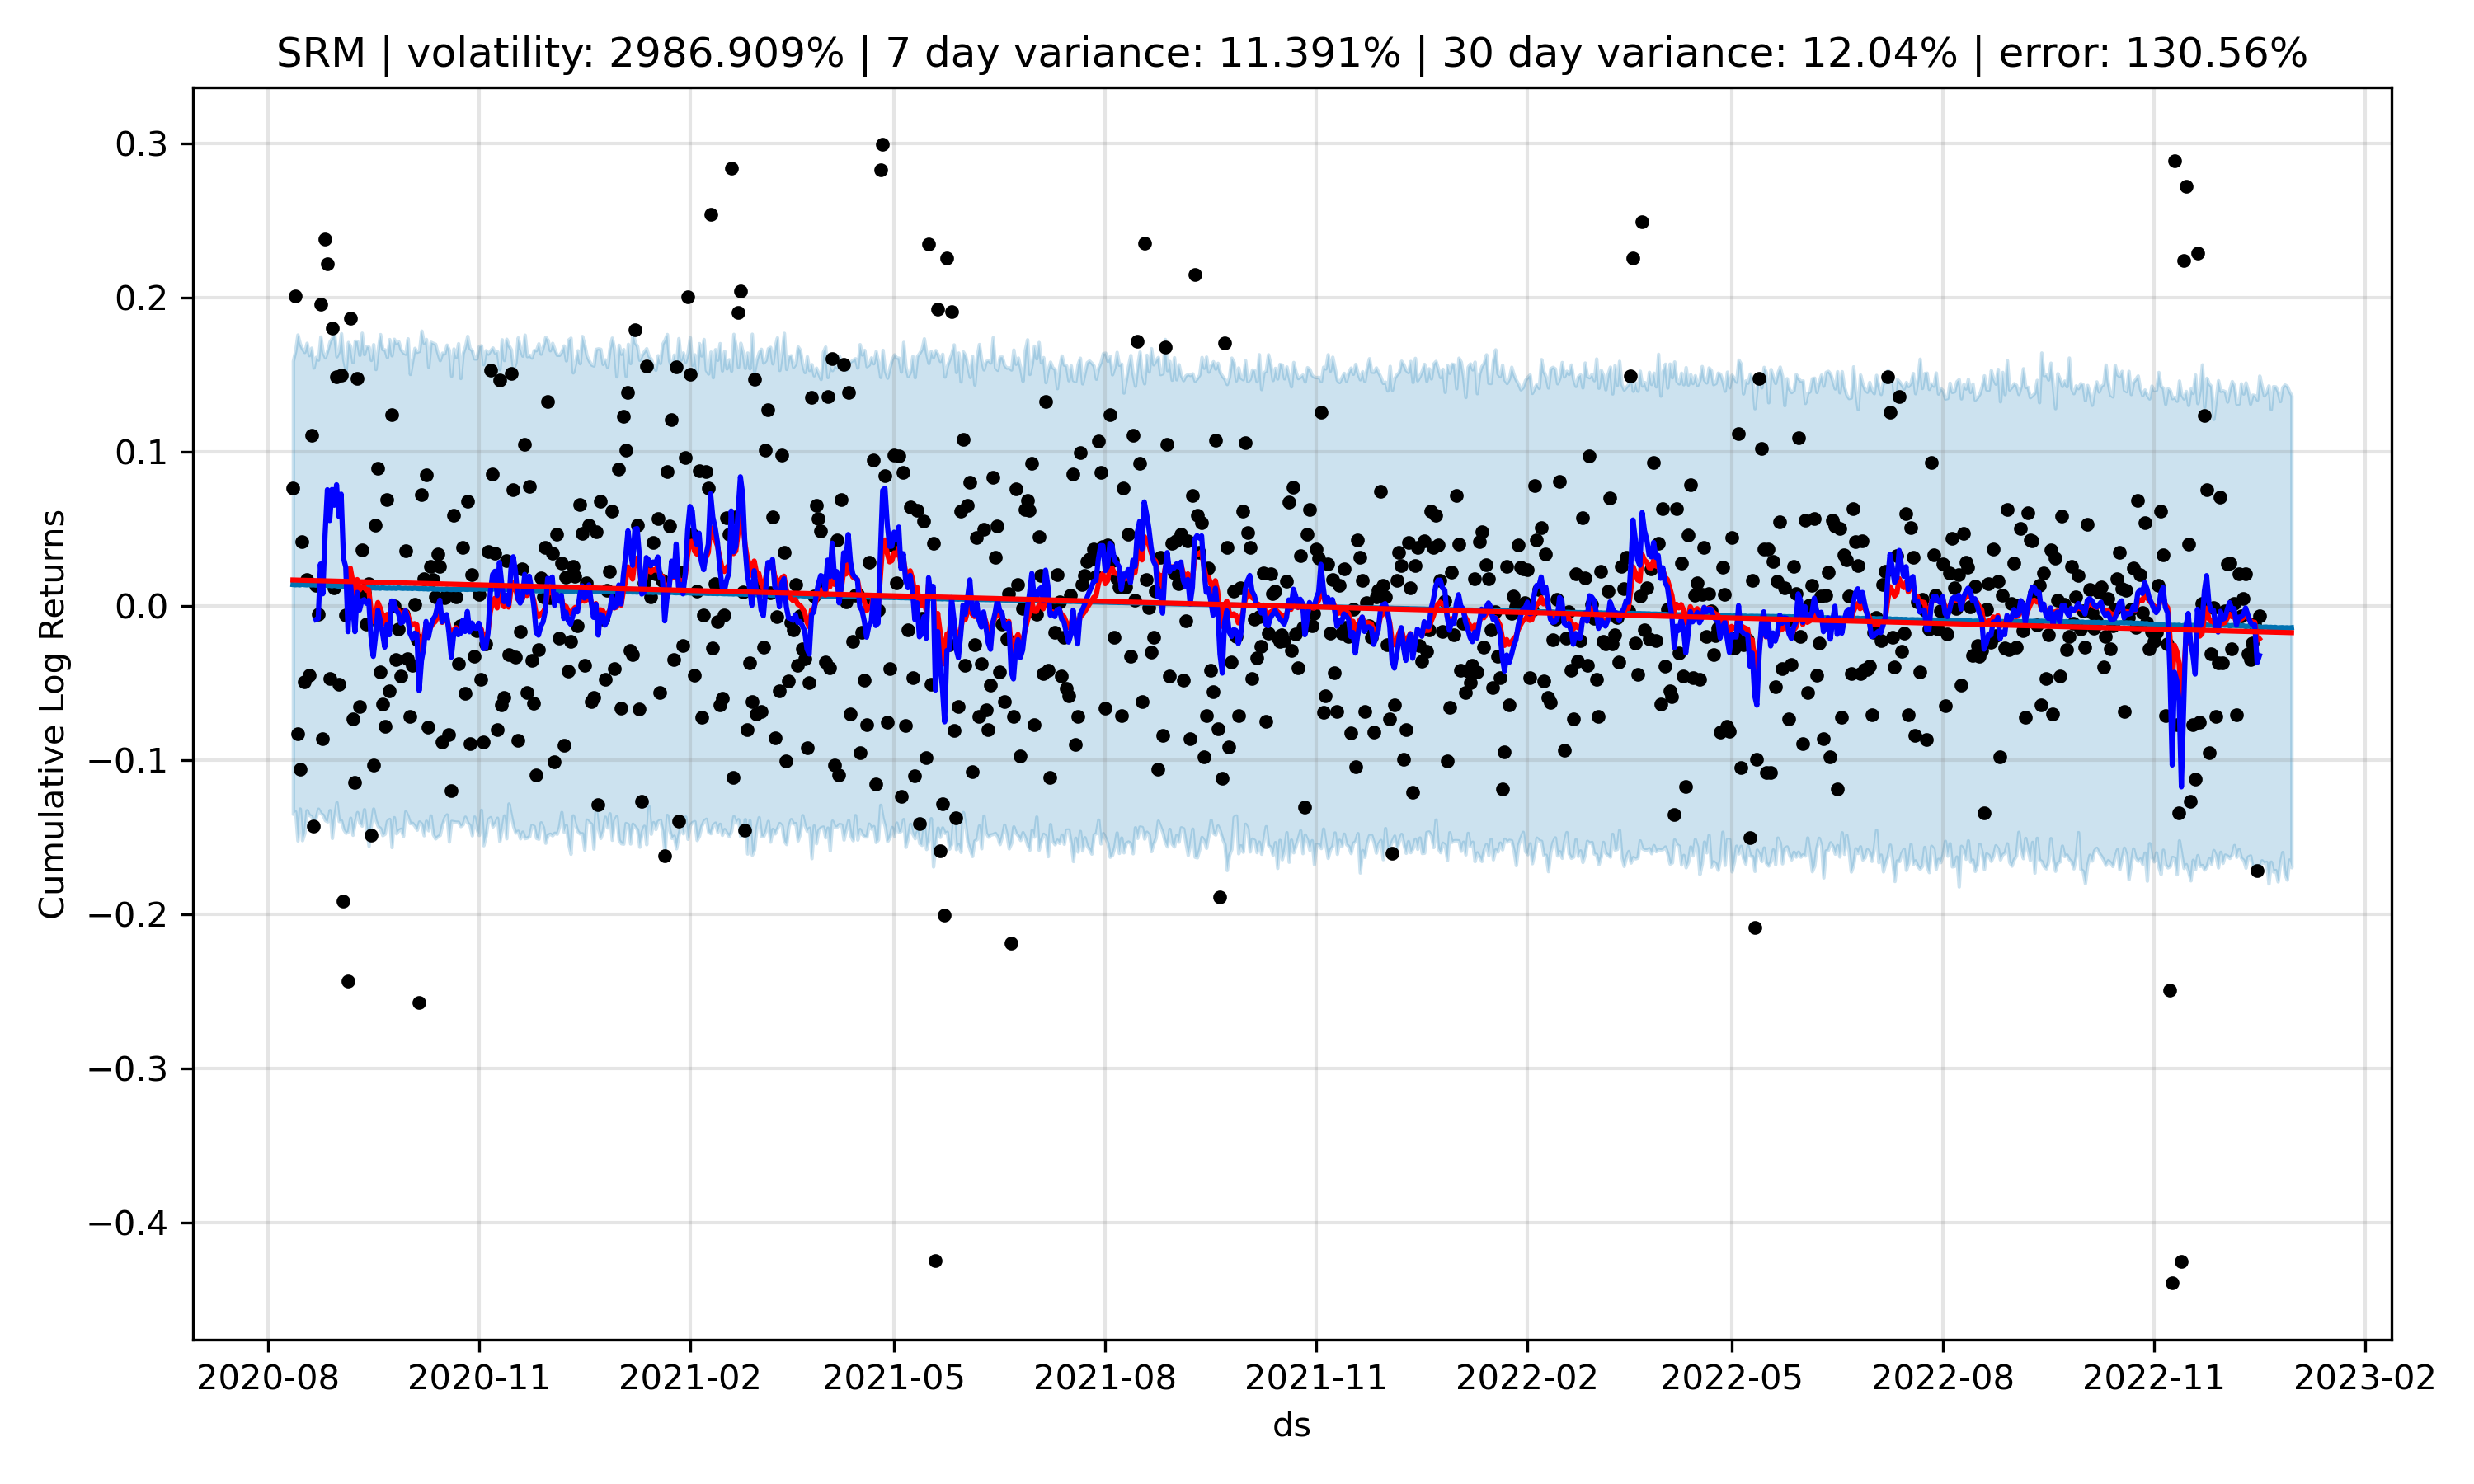 SRM | volatility: 2986.909% | 7 day variance: 11.391% | 30 day variance: 12.04% | error: 130.56%
Cumulative Log Returns
0.3
0.2
0.1
0.0
−0.1
−0.2
−0.3
−0.4
2020-08 2020-11 2021-02 2021-05 2021-08 2021-11 2022-02 2022-05 2022-08 2022-11 2023-02
ds